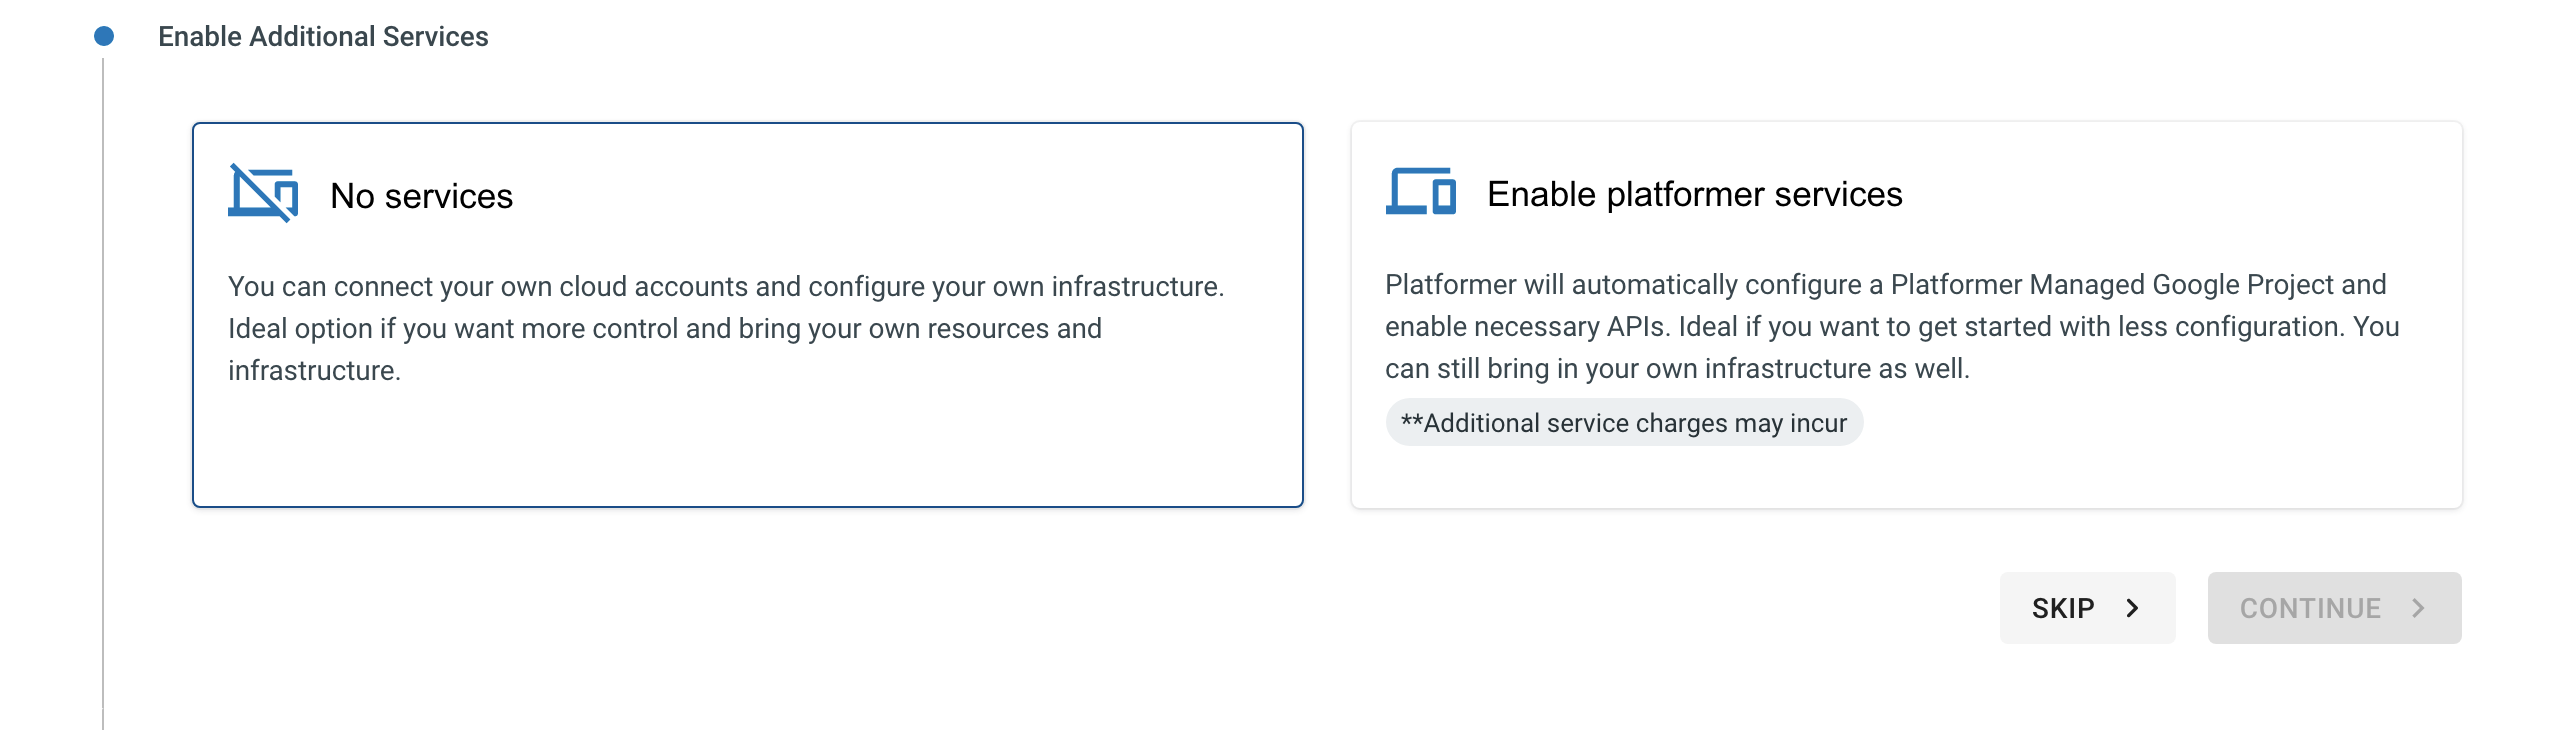 Enable Additional Services
No services
You can connect your own cloud accounts and configure your own infrastructure.
Ideal option if you want more control and bring your own resources and
infrastructure.
Enable platformer services
Platformer will automatically configure a Platformer Managed Google Project and
enable necessary APIs. Ideal if you want to get started with less configuration. You
can still bring in your own infrastructure as well.
**Additional service charges may incur
SKIP
CONTINUE